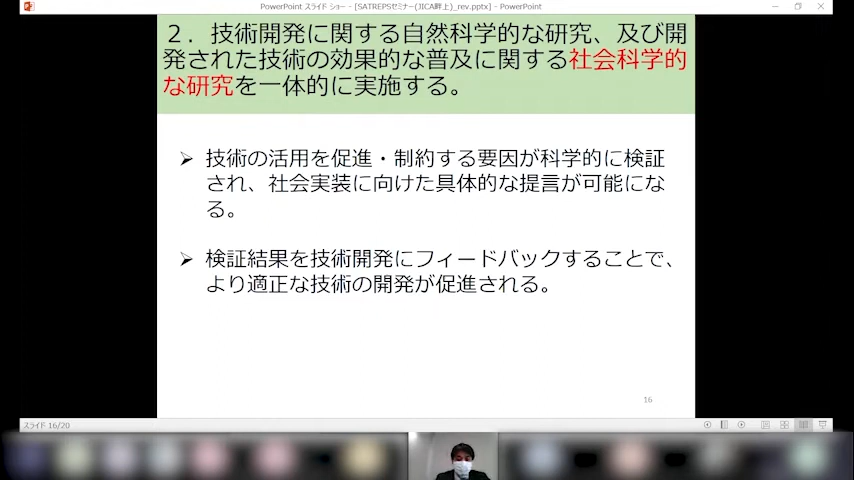 PowerPoint スライド ショー - [SATREPSセミナー(JICA畔上)_rev.pptx] - PowerPoint
２．技術開発に関する自然科学的な研究、及び開
発された技術の効果的な普及に関する社会科学的
な研究を一体的に実施する。
➢ 技術の活用を促進・制約する要因が科学的に検証
され、社会実装に向けた具体的な提言が可能にな
る。
➢ 検証結果を技術開発にフィードバックすることで、
より適正な技術の開発が促進される。
16
スライド 16/20